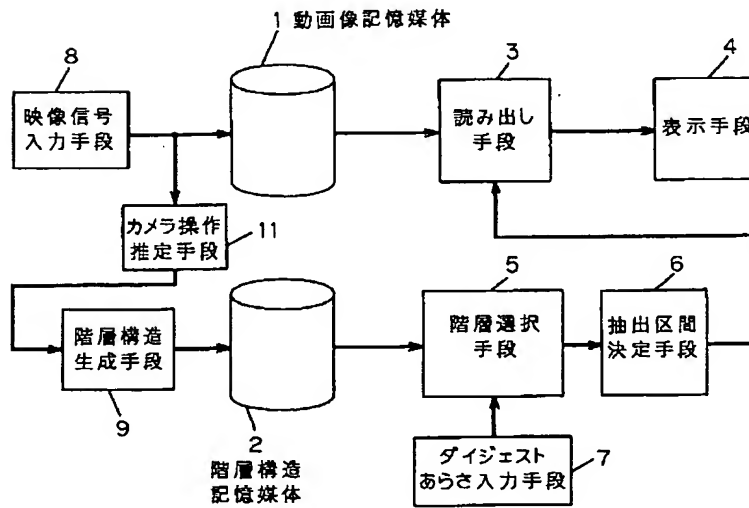 1 動画像記憶媒体
8
映像信号
入力手段
3
読み出し
手段
4
表示手段
カメラ操作
推定手段
11
階層構造
生成手段
9
2
階層構造
記憶媒体
5
階層選択
手段
6
抽出区間
決定手段
ダイジェスト
あらさ入力手段
7